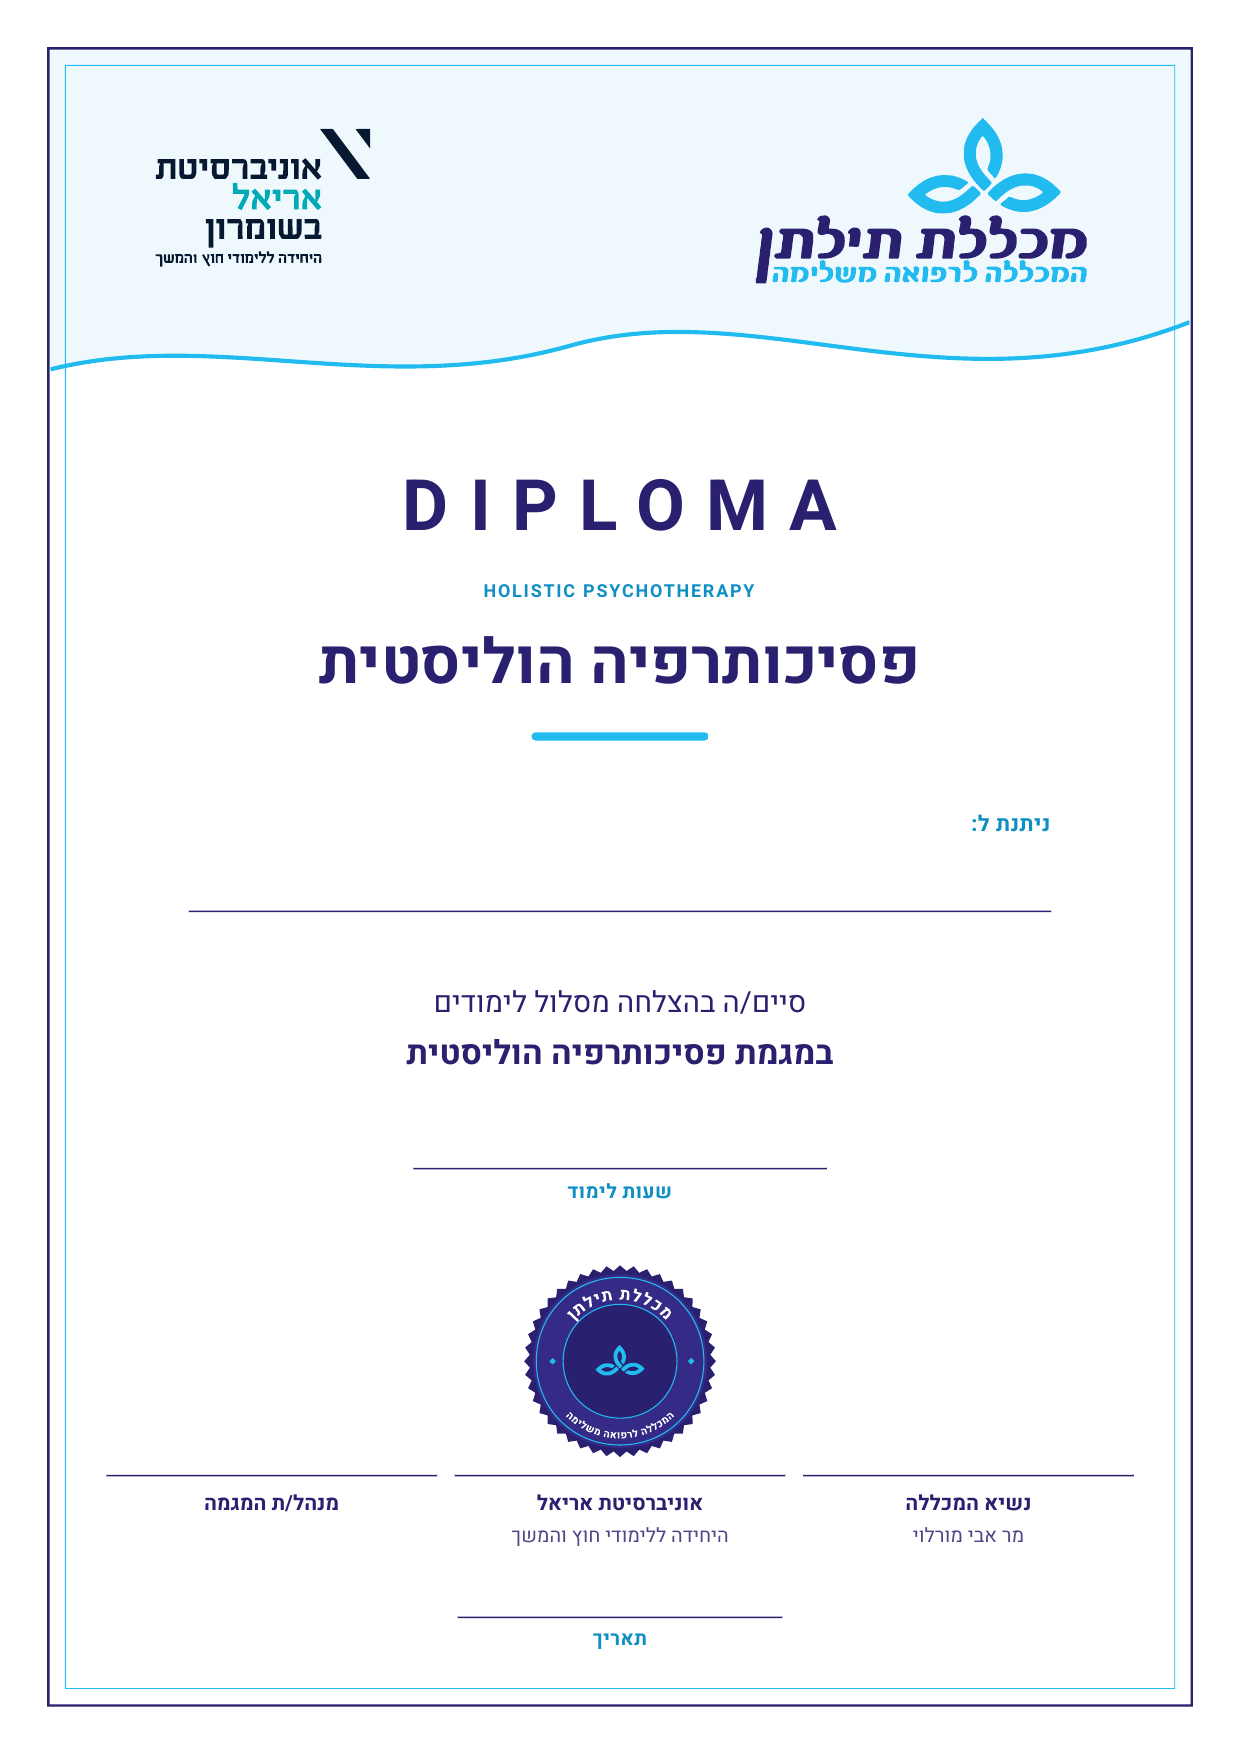 מכללת תילתן
המכללה לרפואה משלימה
אוניברסיטת
אריאל
בשומרון
היחידה ללימודי חוץ והמשך
DIPLOMA
HOLISTIC PSYCHOTHERAPY
פסיכותרפיה הוליסטית
ניתנת ל:
סיים/ה בהצלחה מסלול לימודים
במגמת פסיכותרפיה הוליסטית
שעות לימוד
מכללת תילתן
המכללה לרפואה משלימה
נשיא המכללה
מר אבי מורלוי
אוניברסיטת אריאל
היחידה ללימודי חוץ והמשך
מנהל/ת המגמה
תאריך